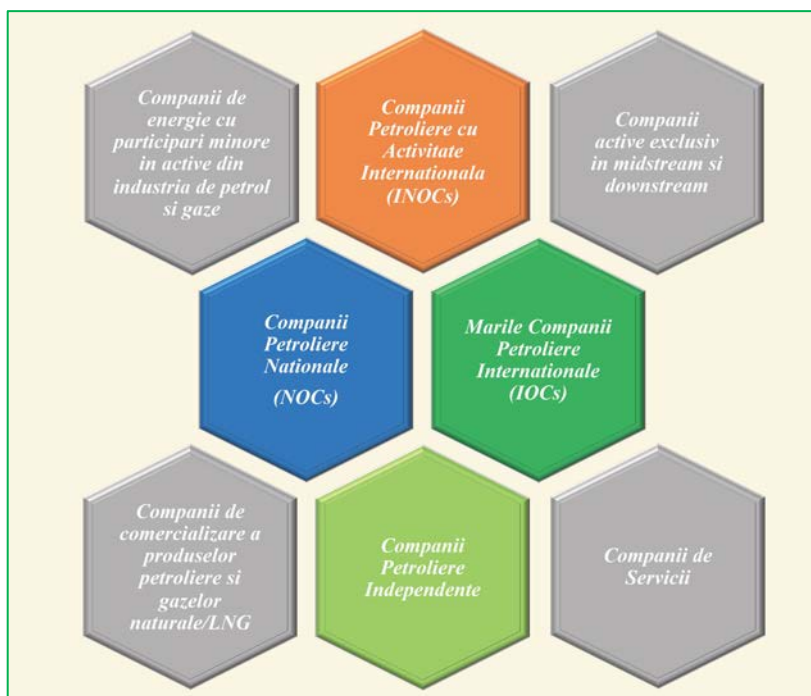 Companii de
energie cu
participari minore
in active din
industria de petrol
si gaze
Companii
Petroliere cu
Activitate
Internationala
(INOCs)
Companii
active exclusiv
in midstream si
downstream
Companii
Petroliere
Nationale
(NOCs)
Marile Companii
Petroliere
Internationale
(IOCs)
Companii de
comercializare a
produselor
petroliere si
gazelor
naturale/LNG
Companii
Petroliere
Independente
Companii de
Servicii